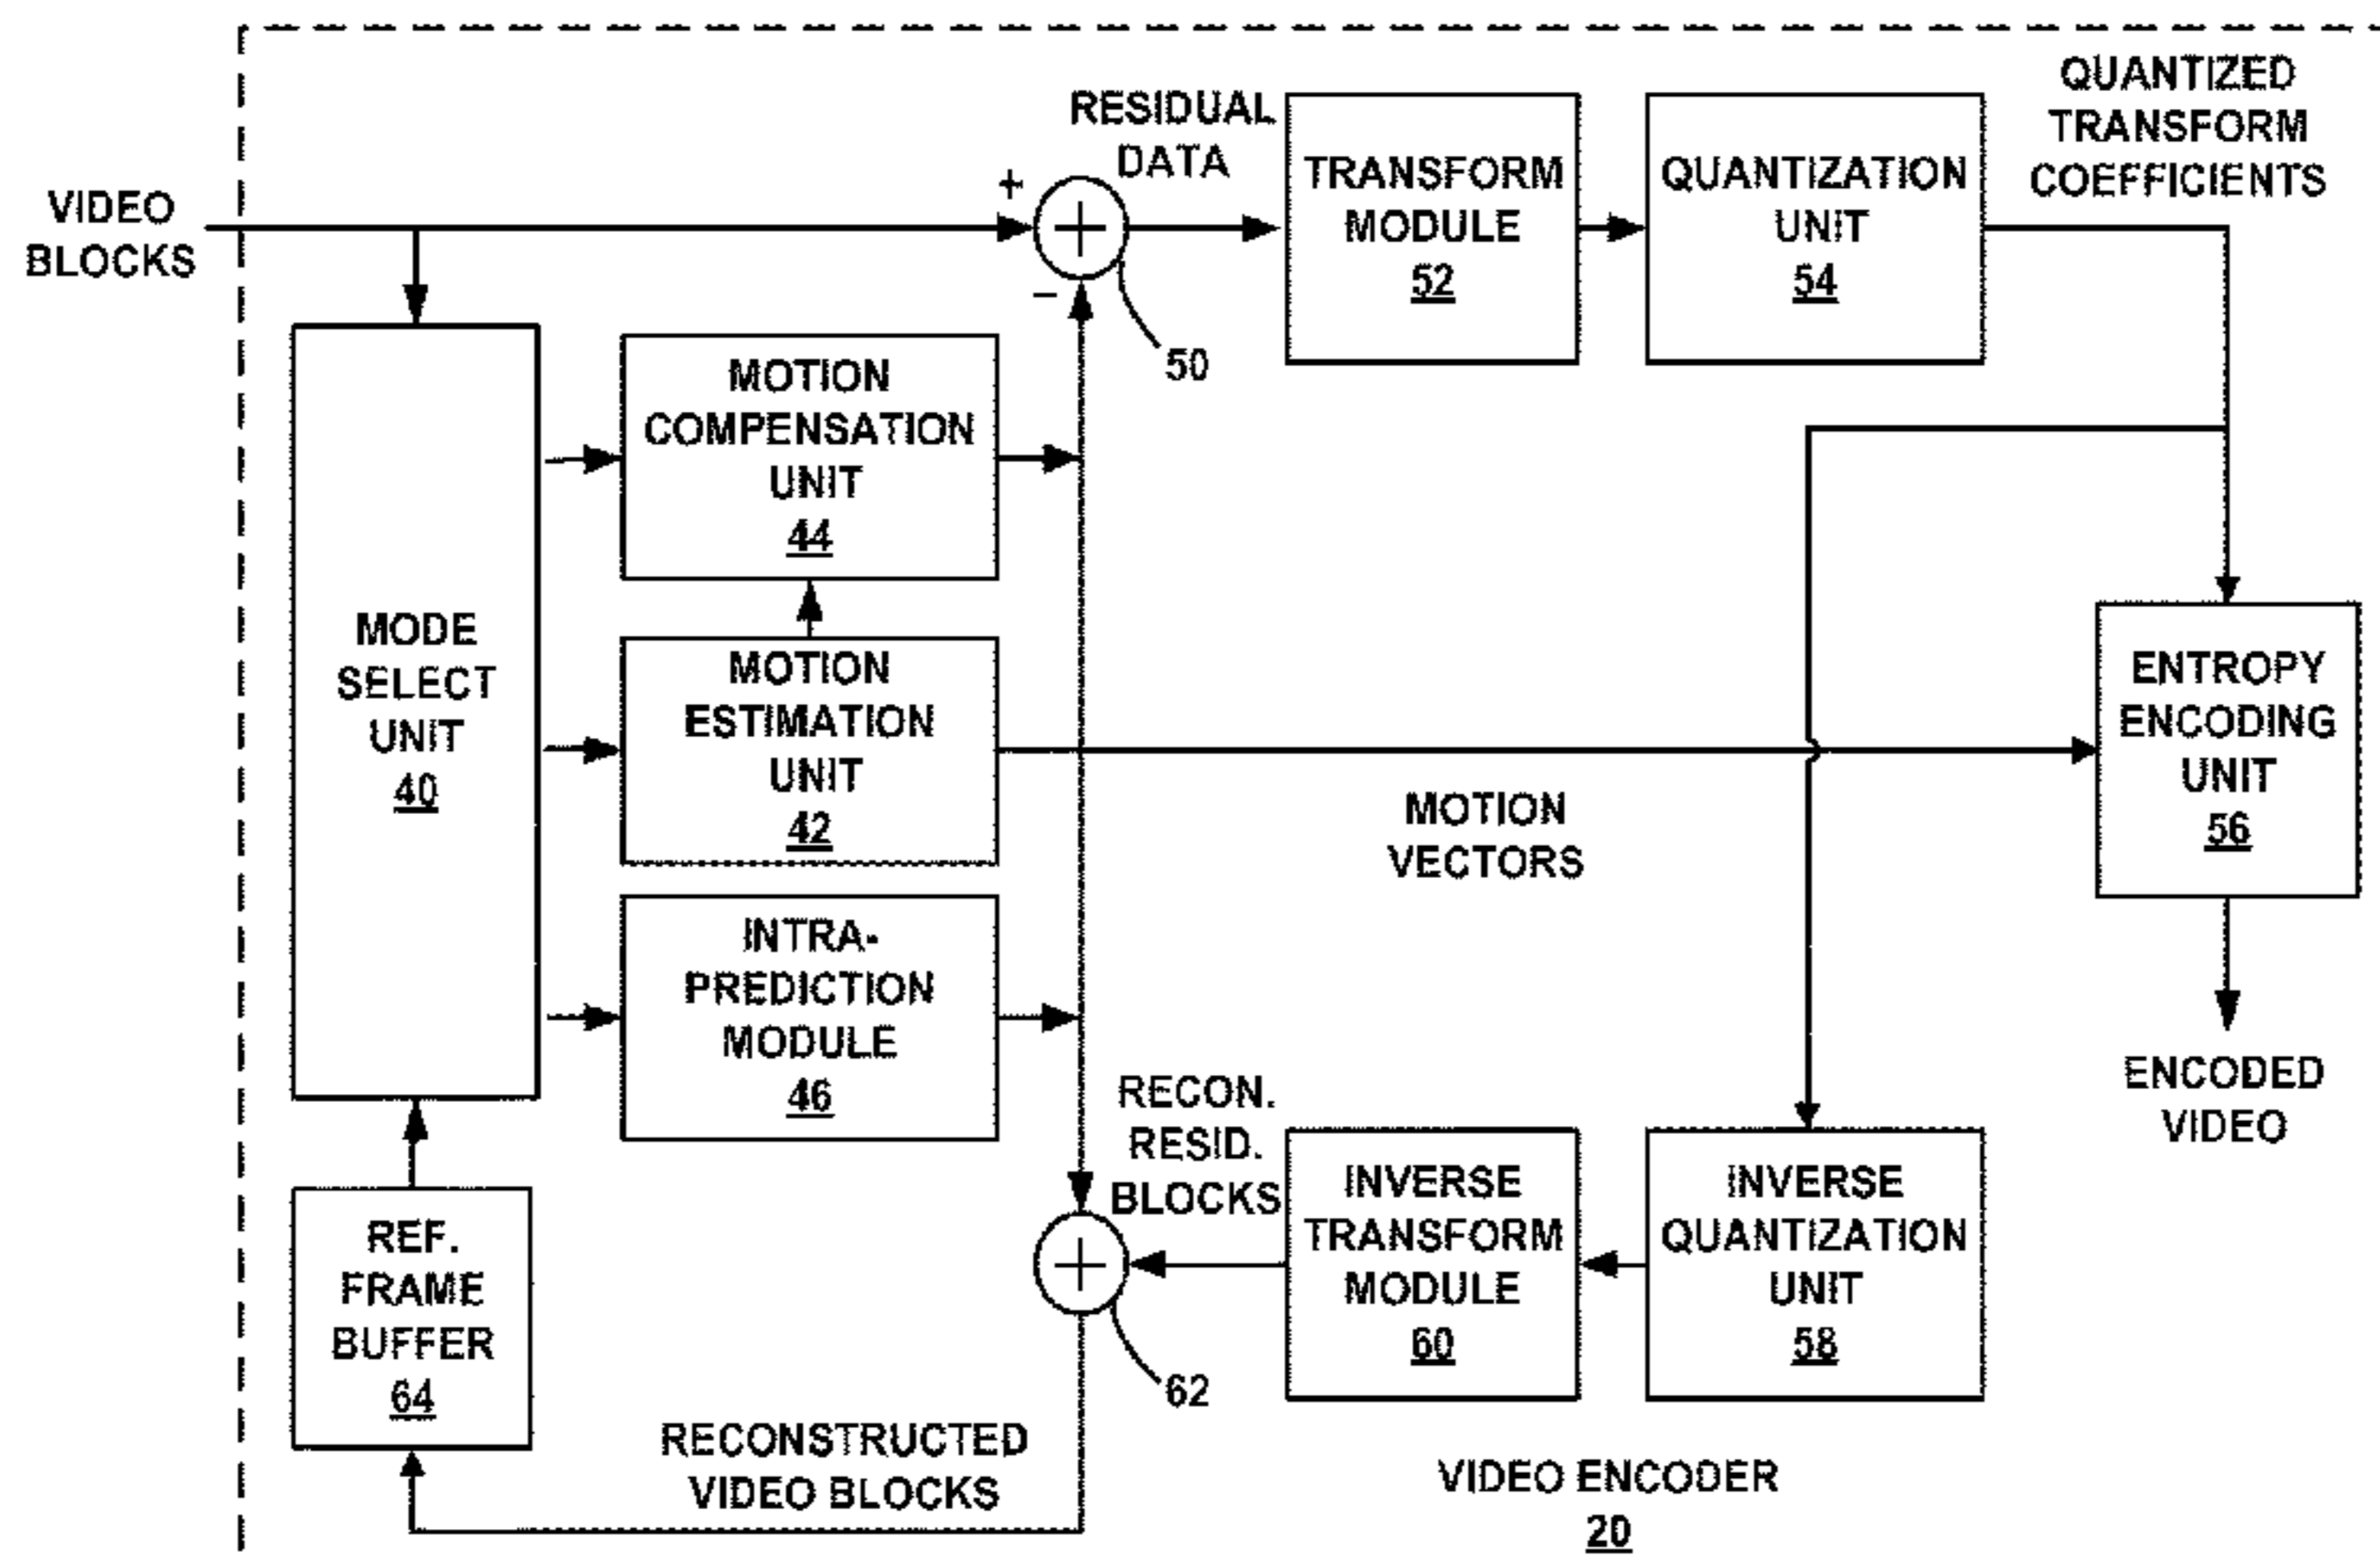 VIDEO
BLOCKS
RESIDUAL
DATA
+
−
50
TRANSFORM
MODULE
52
QUANTIZATION
UNIT
54
QUANTIZED
TRANSFORM
COEFFICIENTS
MODE
SELECT
UNIT
40
MOTION
COMPENSATION
UNIT
44
MOTION
ESTIMATION
UNIT
42
MOTION
VECTORS
ENTROPY
ENCODING
UNIT
56
INTRA-
PREDICTION
MODULE
46
ENCODED
VIDEO
RECON.
RESID.
BLOCKS
INVERSE
TRANSFORM
MODULE
60
INVERSE
QUANTIZATION
UNIT
58
REF.
FRAME
BUFFER
64
62
RECONSTRUCTED
VIDEO BLOCKS
VIDEO ENCODER
20